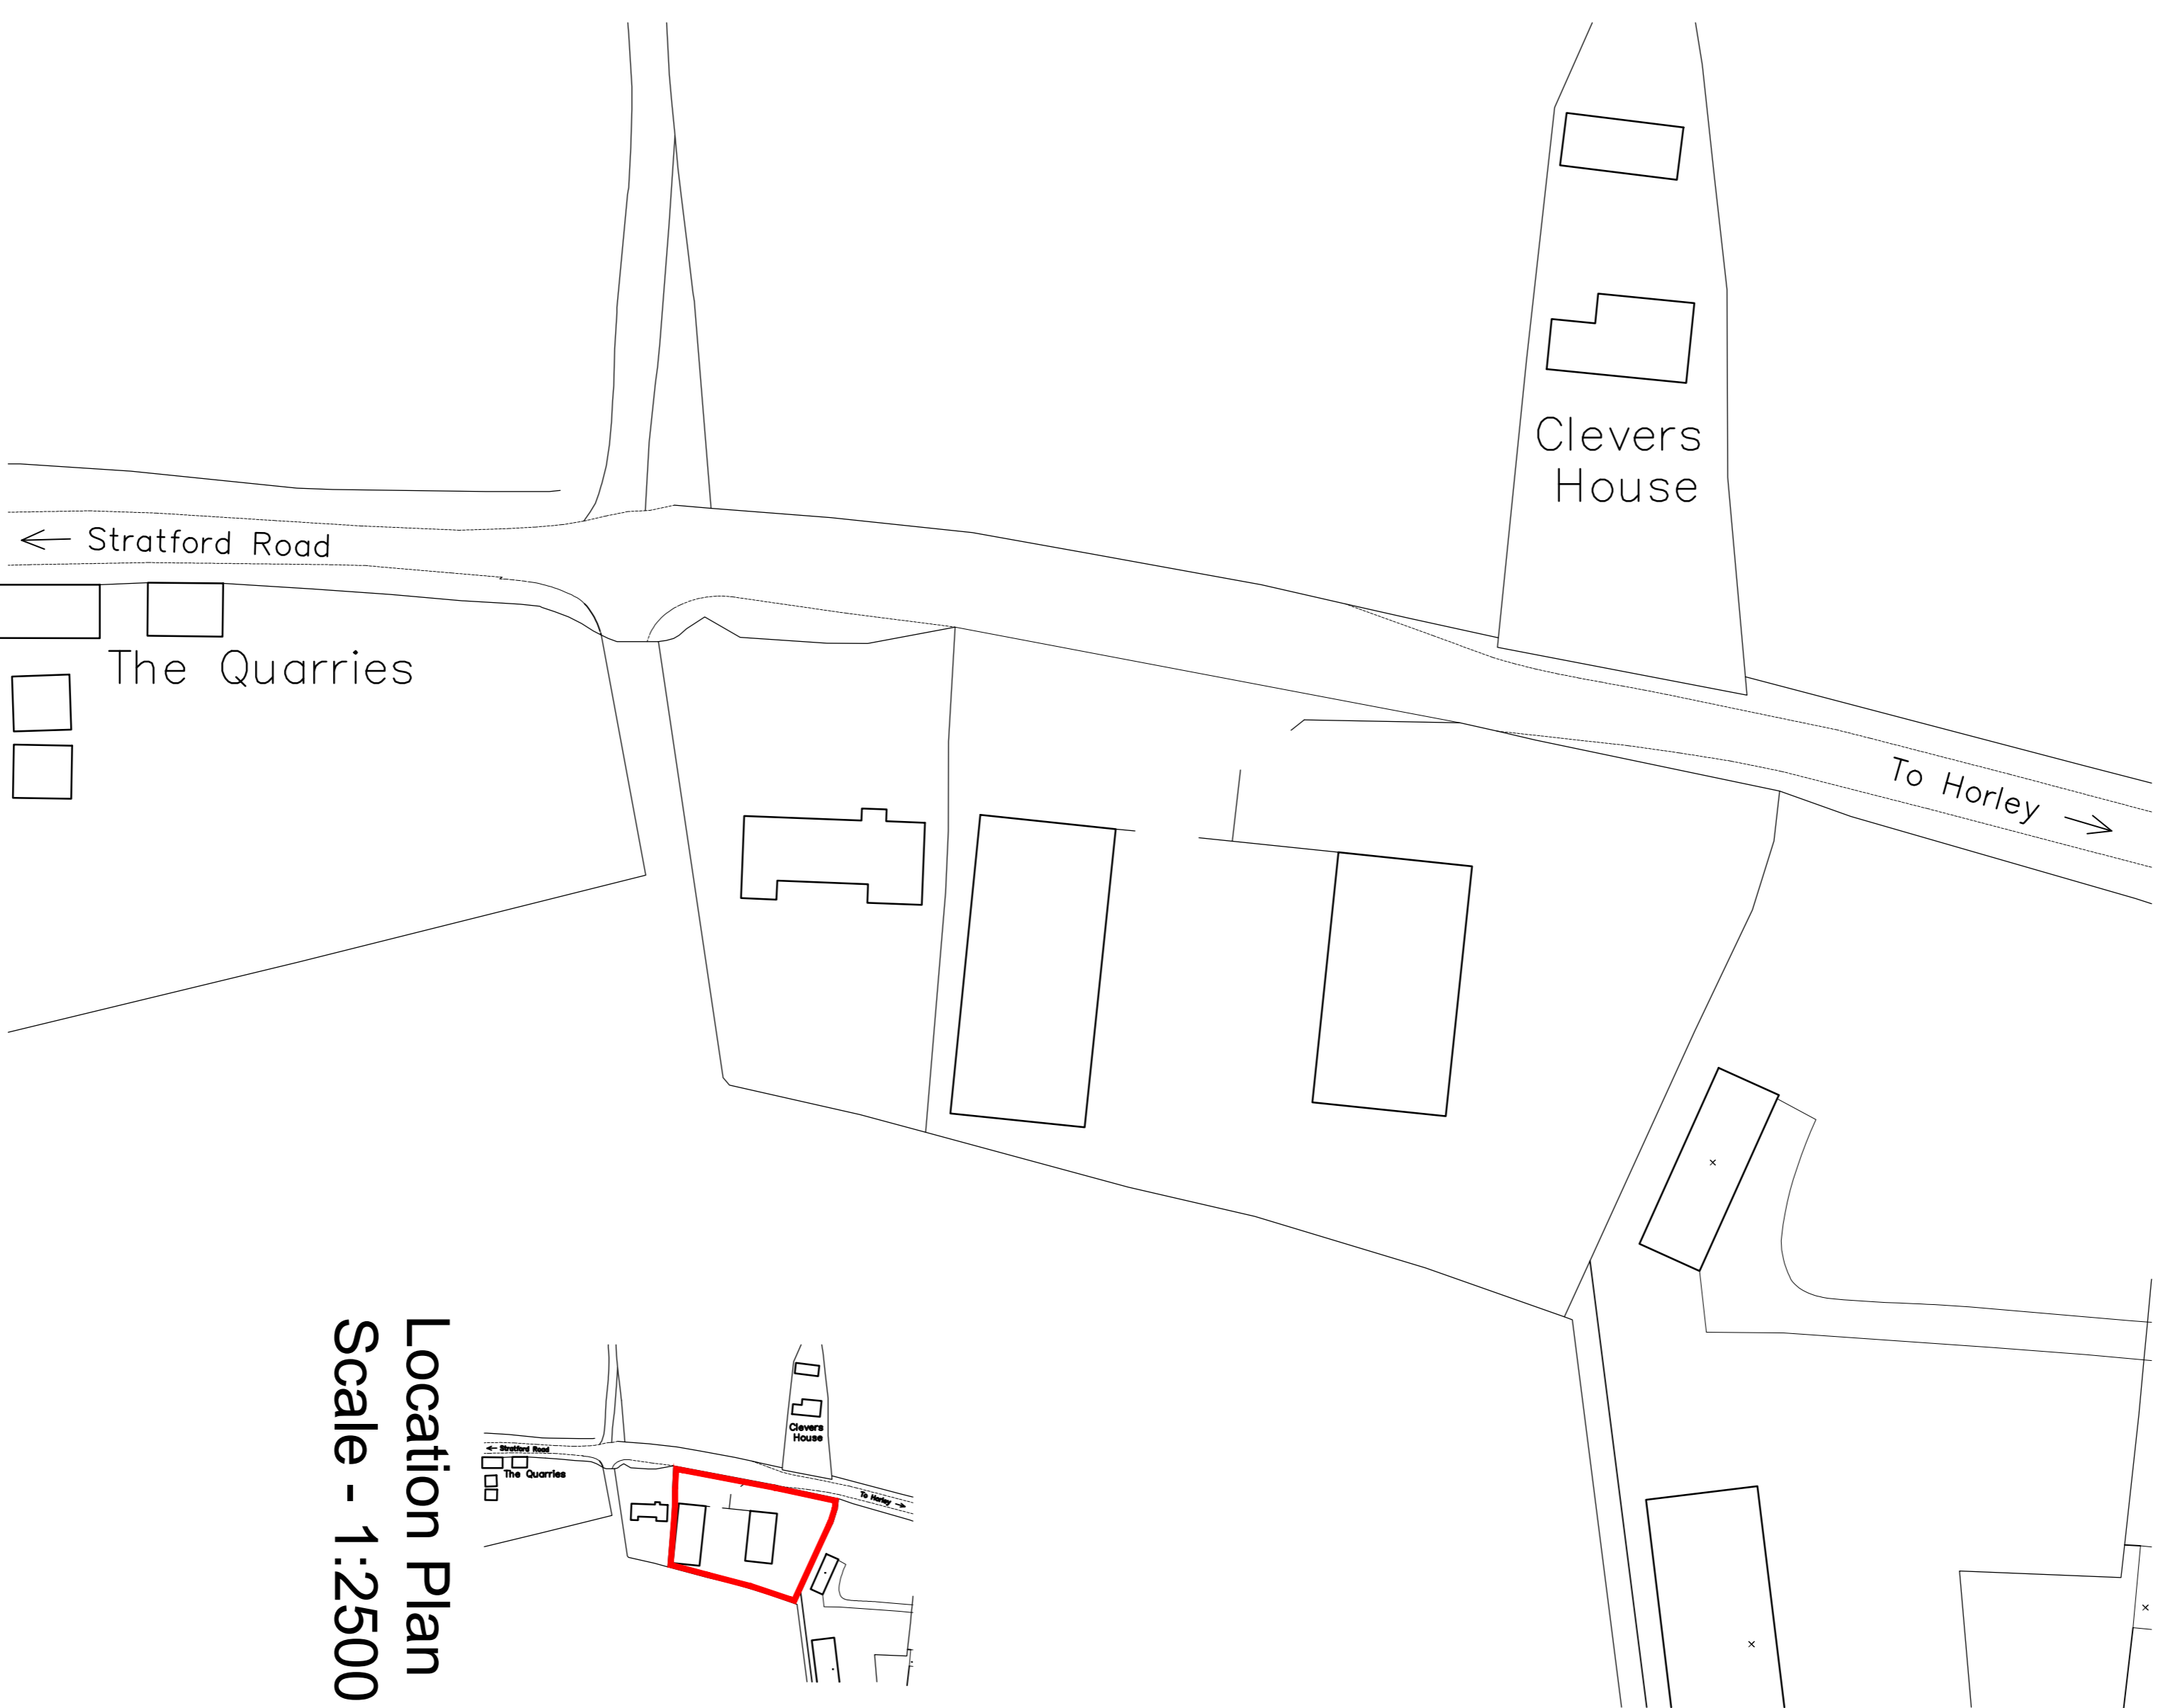 Clevers
House
← Stratford Road
The Quarries
To Horley →
Location Plan
Scale - 1:2500
Clevers
House
← Stratford Road
The Quarries
To Horley →